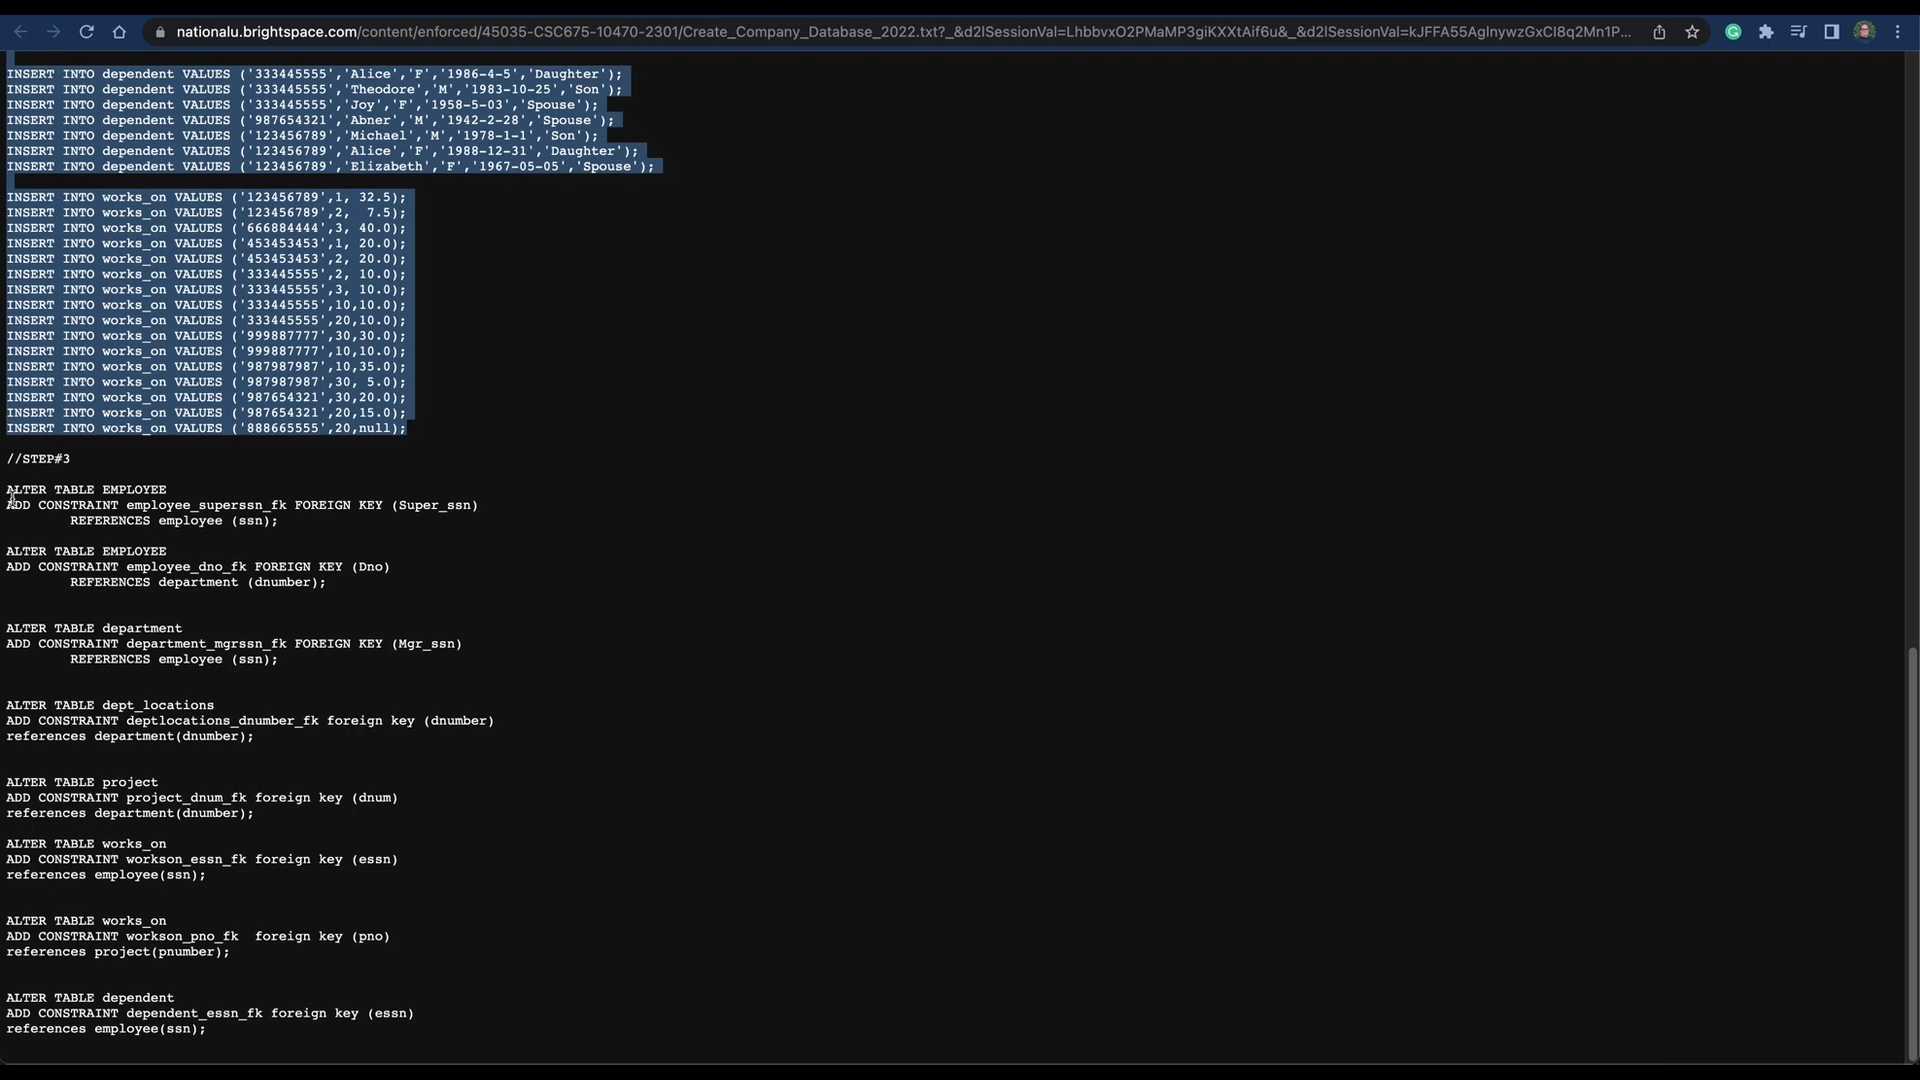 nationalu.brightspace.com/content/enforced/45035-CSC675-10470-2301/Create_Company_Database_2022.txt?_&d2lSessionVal=LhbbvxO2PMaMP3giKXXtAif6u&_&d2lSessionVal=kJFFA55AglnywzGxCI8q2Mn1P...
INSERT INTO dependent VALUES ('333445555','Alice','F','1986-4-5','Daughter');
INSERT INTO dependent VALUES ('333445555','Theodore','M','1983-10-25','Son');
INSERT INTO dependent VALUES ('333445555','Joy','F','1958-5-03','Spouse');
INSERT INTO dependent VALUES ('987654321','Abner','M','1942-2-28','Spouse');
INSERT INTO dependent VALUES ('123456789','Michael','M','1978-1-1','Son');
INSERT INTO dependent VALUES ('123456789','Alice','F','1988-12-31','Daughter');
INSERT INTO dependent VALUES ('123456789','Elizabeth','F','1967-05-05','Spouse');
INSERT INTO works_on VALUES ('123456789',1, 32.5);
INSERT INTO works_on VALUES ('123456789',2,  7.5);
INSERT INTO works_on VALUES ('666884444',3, 40.0);
INSERT INTO works_on VALUES ('453453453',1, 20.0);
INSERT INTO works_on VALUES ('453453453',2, 20.0);
INSERT INTO works_on VALUES ('333445555',2, 10.0);
INSERT INTO works_on VALUES ('333445555',3, 10.0);
INSERT INTO works_on VALUES ('333445555',10,10.0);
INSERT INTO works_on VALUES ('333445555',20,10.0);
INSERT INTO works_on VALUES ('999887777',30,30.0);
INSERT INTO works_on VALUES ('999887777',10,10.0);
INSERT INTO works_on VALUES ('987987987',10,35.0);
INSERT INTO works_on VALUES ('987987987',30, 5.0);
INSERT INTO works_on VALUES ('987654321',30,20.0);
INSERT INTO works_on VALUES ('987654321',20,15.0);
INSERT INTO works_on VALUES ('888665555',20,null);
//STEP#3
ALTER TABLE EMPLOYEE
ADD CONSTRAINT employee_superssn_fk FOREIGN KEY (Super_ssn)
REFERENCES employee (ssn);
ALTER TABLE EMPLOYEE
ADD CONSTRAINT employee_dno_fk FOREIGN KEY (Dno)
REFERENCES department (dnumber);
ALTER TABLE department
ADD CONSTRAINT department_mgrssn_fk FOREIGN KEY (Mgr_ssn)
REFERENCES employee (ssn);
ALTER TABLE dept_locations
ADD CONSTRAINT deptlocations_dnumber_fk foreign key (dnumber)
references department(dnumber);
ALTER TABLE project
ADD CONSTRAINT project_dnum_fk foreign key (dnum)
references department(dnumber);
ALTER TABLE works_on
ADD CONSTRAINT workson_essn_fk foreign key (essn)
references employee(ssn);
ALTER TABLE works_on
ADD CONSTRAINT workson_pno_fk  foreign key (pno)
references project(pnumber);
ALTER TABLE dependent
ADD CONSTRAINT dependent_essn_fk foreign key (essn)
references employee(ssn);